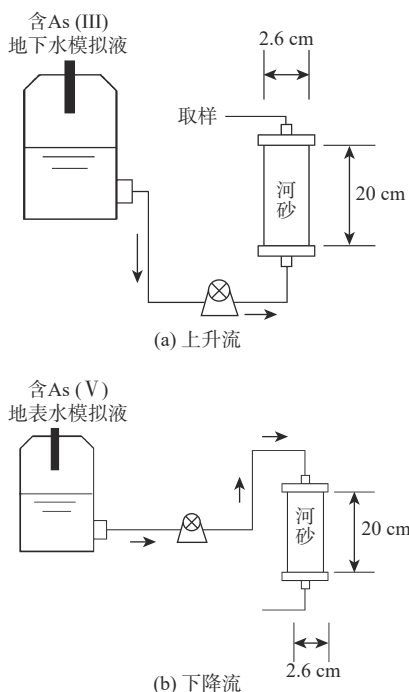 含As (III)
地下水模拟液
2.6 cm
取样
河砂
20 cm
(a) 上升流
含As (Ⅴ)
地表水模拟液
河砂
20 cm
2.6 cm
(b) 下降流